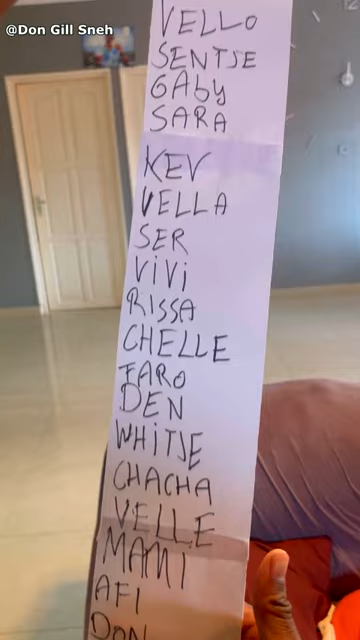 @Don Gill Sneh
VELLO
SENTJE
GAby
SARA
KEV
VELLA
SER
ViVi
RISSA
CHELLE
FARO
DEN
WHiTJE
CHACHA
VELLE
MAMI
AFI
DON